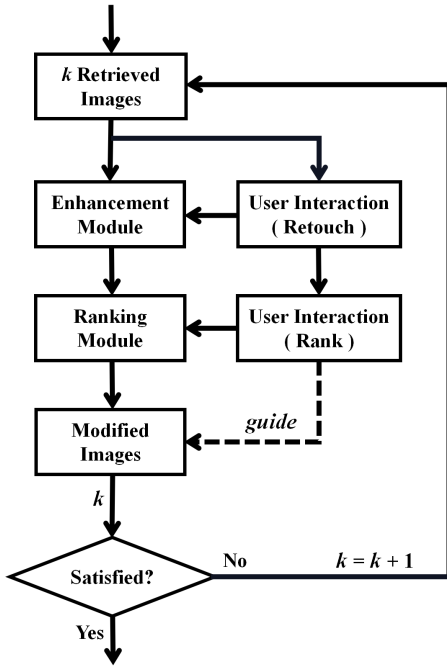 k Retrieved
Images
Enhancement
Module
User Interaction
( Retouch )
Ranking
Module
User Interaction
( Rank )
guide
Modified
Images
k
Satisfied?
No
k = k + 1
Yes